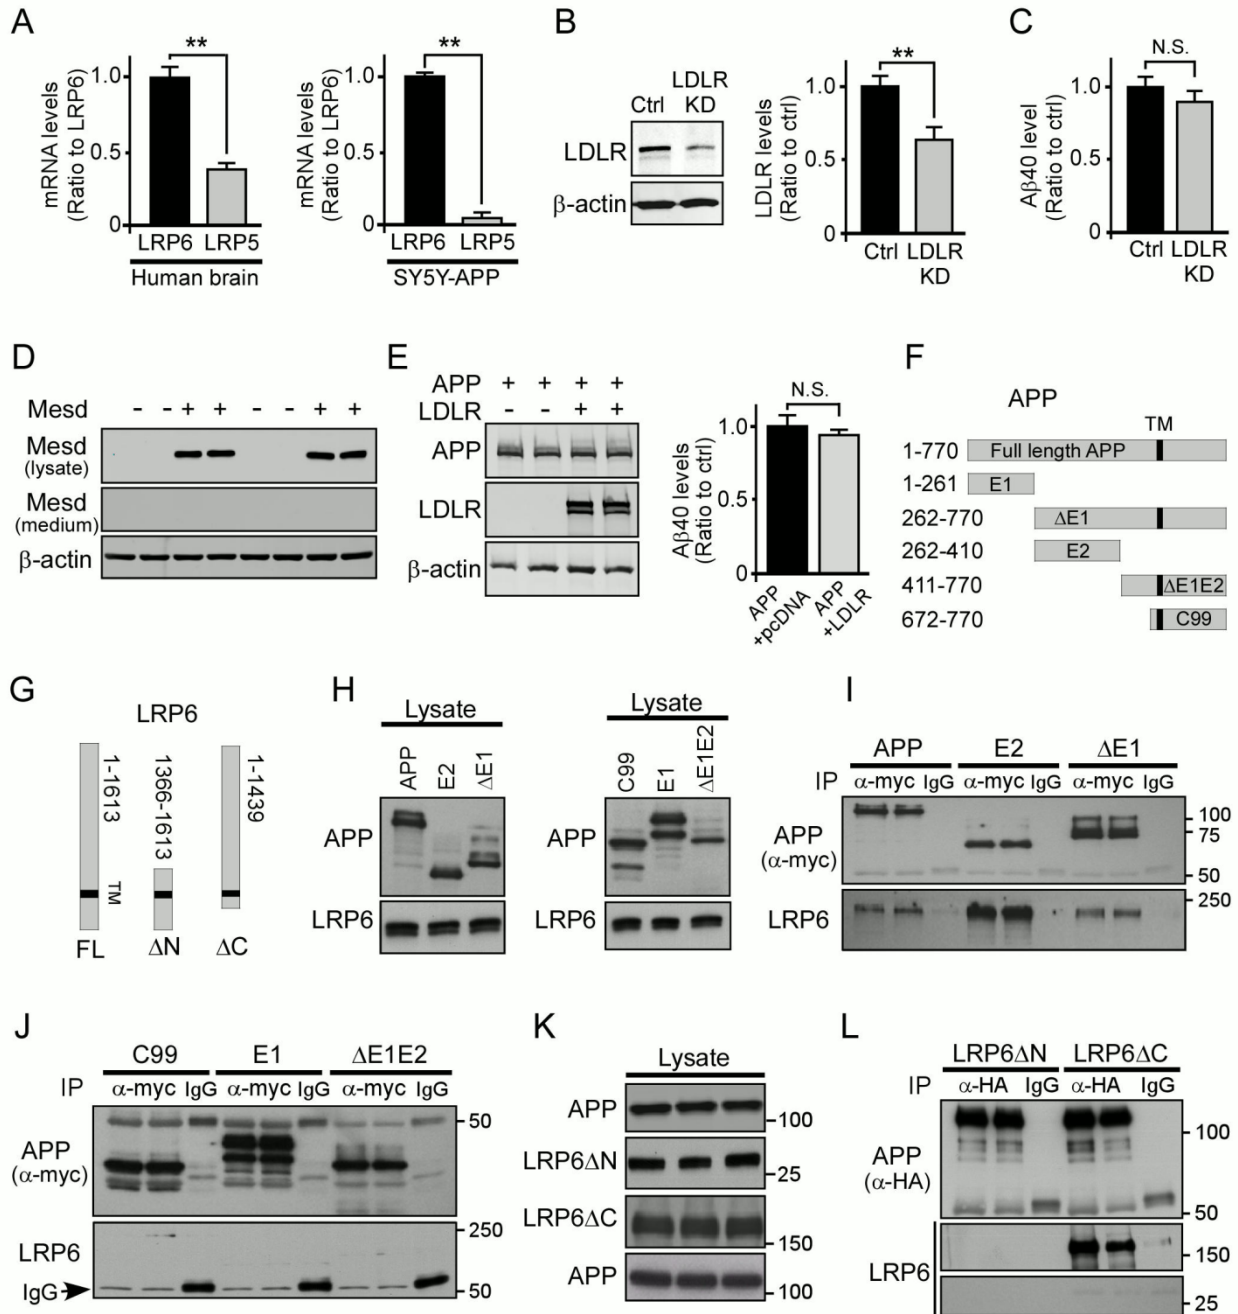 A
mRNA levels
(Ratio to LRP6)
1.0
0.5
0
**
LRP6 LRP5
Human brain
mRNA levels
(Ratio to LRP6)
1.0
0.5
0
**
LRP6 LRP5
SY5Y-APP
B
Ctrl LDLR KD
LDLR
β-actin
LDLR levels
(Ratio to ctrl)
1.0
0.5
0
**
Ctrl LDLR
KD
C
Aβ40 level
(Ratio to ctrl)
1.0
0.5
0
N.S.
Ctrl LDLR
KD
D
Mesd - - + + - - + +
Mesd
(lysate)
Mesd
(medium)
β-actin
E
APP + + + +
LDLR - - + +
APP
LDLR
β-actin
Aβ40 levels
(Ratio to ctrl)
1.0
0.5
0
N.S.
APP
+pcDNA
APP
+LDLR
F
APP
TM
1-770 Full length APP
1-261 E1
262-770 ΔE1
262-410 E2
411-770 ΔE1E2
672-770 C99
G
LRP6
1-1613
1366-1613
1-1439
TM
FL ΔN ΔC
H
Lysate
APP E2 ΔE1
APP
LRP6
Lysate
C99 E1 ΔE1E2
APP
LRP6
I
APP E2 ΔE1
IP α-myc IgG α-myc IgG α-myc IgG
APP
(α-myc)
100
75
50
LRP6
250
J
C99 E1 ΔE1E2
IP α-myc IgG α-myc IgG α-myc IgG
APP
(α-myc)
50
LRP6
250
IgG
50
K
Lysate
APP
100
LRP6ΔN
25
LRP6ΔC
150
APP
100
L
LRP6ΔN LRP6ΔC
IP α-HA IgG α-HA IgG
APP
(α-HA)
100
50
LRP6
150
25